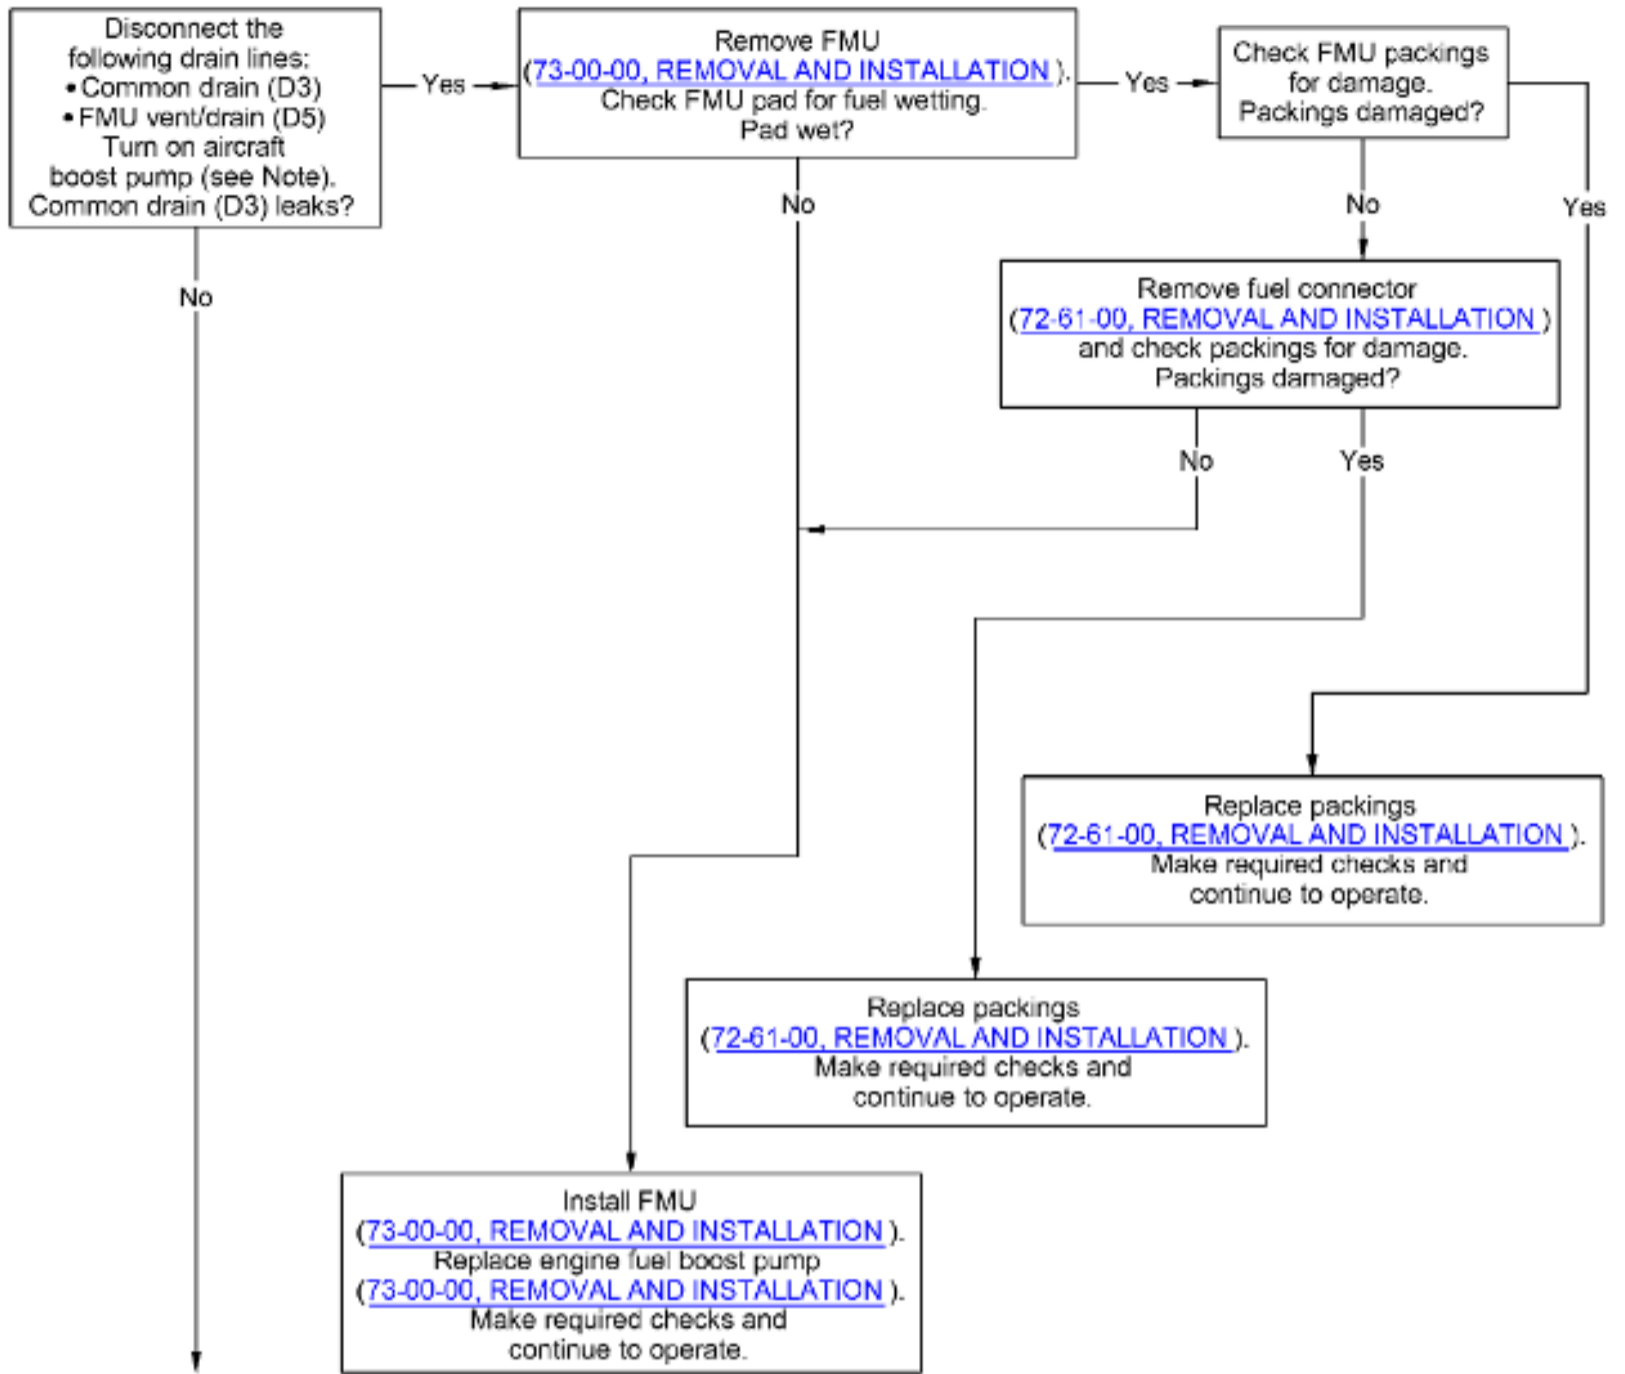 Disconnect the
following drain lines:
• Common drain (D3)
• FMU vent/drain (D5)
Turn on aircraft
boost pump (see Note).
Common drain (D3) leaks?
Yes
Remove FMU
(73-00-00, REMOVAL AND INSTALLATION ).
Check FMU pad for fuel wetting.
Pad wet?
Yes
Check FMU packings
for damage.
Packings damaged?
No
No
Yes
No
Remove fuel connector
(72-61-00, REMOVAL AND INSTALLATION )
and check packings for damage.
Packings damaged?
No
Yes
Replace packings
(72-61-00, REMOVAL AND INSTALLATION ).
Make required checks and
continue to operate.
Replace packings
(72-61-00, REMOVAL AND INSTALLATION ).
Make required checks and
continue to operate.
Install FMU
(73-00-00, REMOVAL AND INSTALLATION ).
Replace engine fuel boost pump
(73-00-00, REMOVAL AND INSTALLATION ).
Make required checks and
continue to operate.